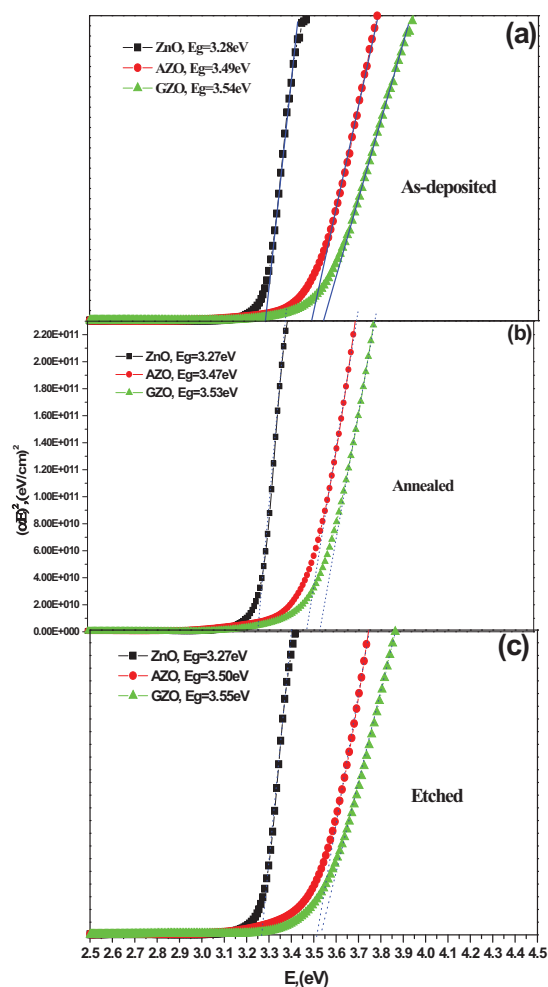 (a)
ZnO, Eg=3.28eV
AZO, Eg=3.49eV
GZO, Eg=3.54eV
As-deposited
(b)
ZnO, Eg=3.27eV
AZO, Eg=3.47eV
GZO, Eg=3.53eV
Annealed
2.20E+011
2.00E+011
1.80E+011
1.60E+011
1.40E+011
1.20E+011
1.00E+011
8.00E+010
6.00E+010
4.00E+010
2.00E+010
0.00E+000
(αE)²,(eV/cm)²
(c)
ZnO, Eg=3.27eV
AZO, Eg=3.50eV
GZO, Eg=3.55eV
Etched
2.5 2.6 2.7 2.8 2.9 3.0 3.1 3.2 3.3 3.4 3.5 3.6 3.7 3.8 3.9 4.0 4.1 4.2 4.3 4.4 4.5
E,(eV)